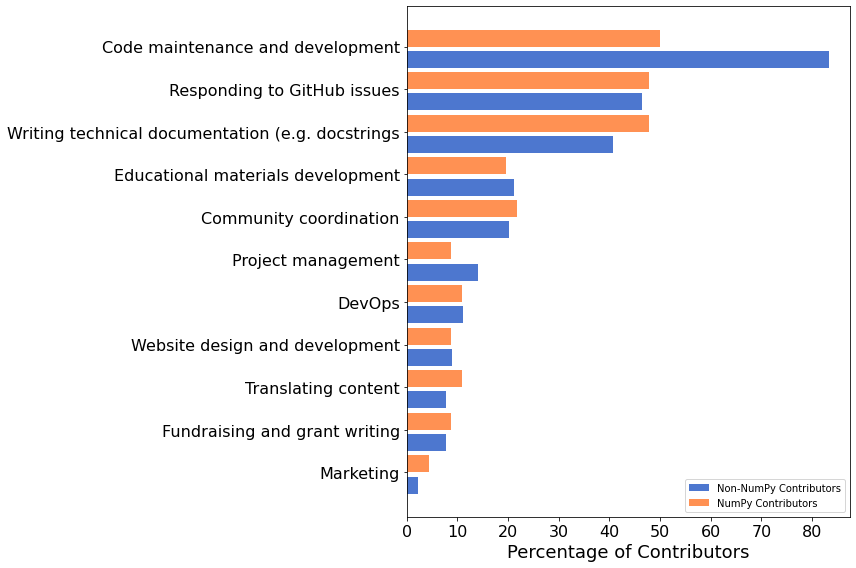 Code maintenance and development
Responding to GitHub issues
Writing technical documentation (e.g. docstrings
Educational materials development
Community coordination
Project management
DevOps
Website design and development
Translating content
Fundraising and grant writing
Marketing
Non-NumPy Contributors
NumPy Contributors
0 10 20 30 40 50 60 70 80
Percentage of Contributors